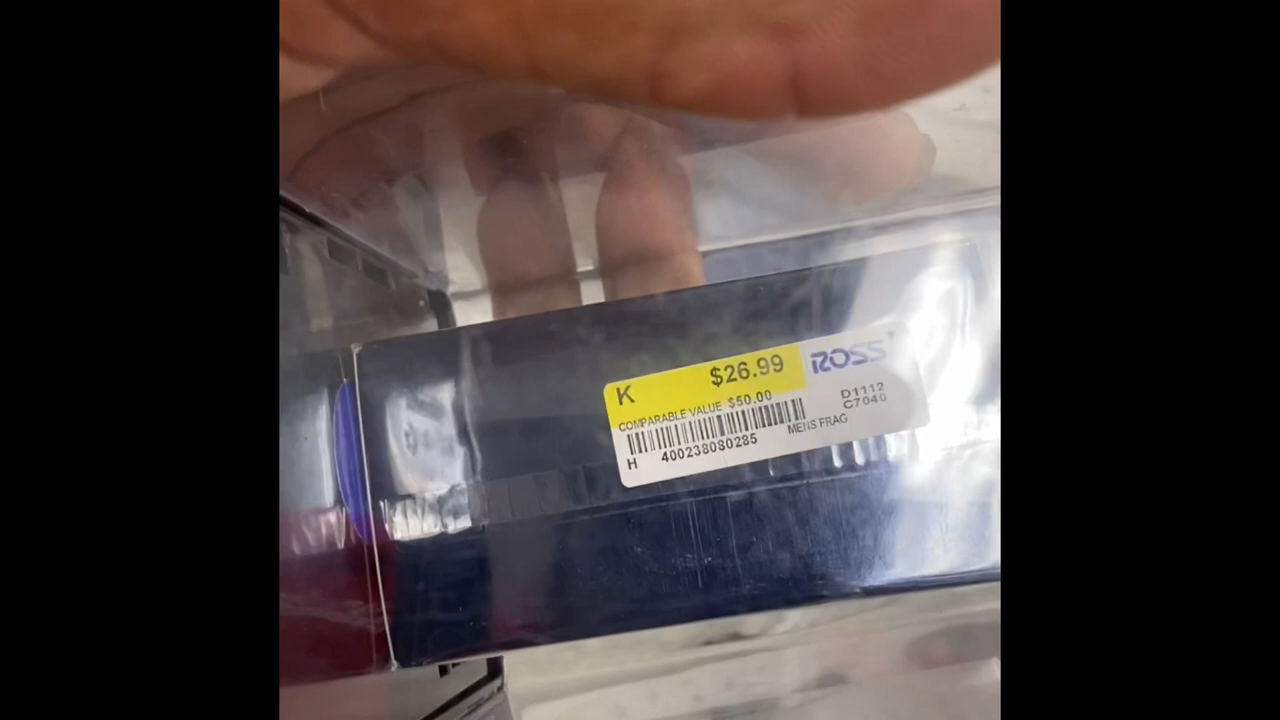 K $26.99 ROSS
COMPARABLE VALUE $50.00
D1112
C7040
MENS FRAG
H 400238080285